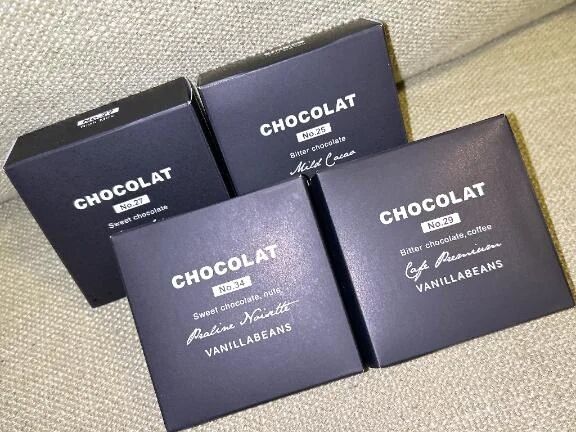 CHOCOLAT
No.27
Sweet chocolate
CHOCOLAT
No.25
Bitter chocolate
Mild Cacao
CHOCOLAT
No.34
Sweet chocolate, nuts
Praline Noisette
VANILLABEANS
CHOCOLAT
No.29
Bitter chocolate,coffee
Cafe Premium
VANILLABEANS